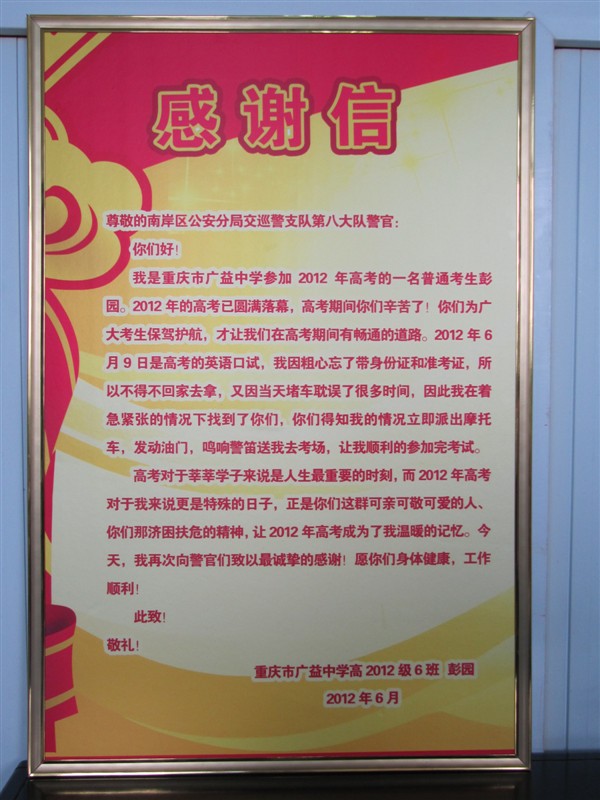 感谢信
尊敬的南岸区公安分局交巡警支队第八大队警官：
你们好！
我是重庆市广益中学参加 2012 年高考的一名普通考生彭
园。2012 年的高考已圆满落幕，高考期间你们辛苦了！你们为广
大考生保驾护航，才让我们在高考期间有畅通的道路。2012 年 6
月 9 日是高考的英语口试，我因粗心忘了带身份证和准考证，所
以不得不回家去拿，又因当天堵车耽误了很多时间，因此我在着
急紧张的情况下找到了你们，你们得知我的情况立即派出摩托
车，发动油门，鸣响警笛送我去考场，让我顺利的参加完考试。
高考对于莘莘学子来说是人生最重要的时刻，而 2012 年高考
对于我来说更是特殊的日子，正是你们这群可亲可敬可爱的人、
你们那济困扶危的精神，让 2012 年高考成为了我温暖的记忆。今
天，我再次向警官们致以最诚挚的感谢！愿你们身体健康，工作
顺利！
此致！
敬礼！
重庆市广益中学高 2012 级 6 班 彭园
2012 年 6 月